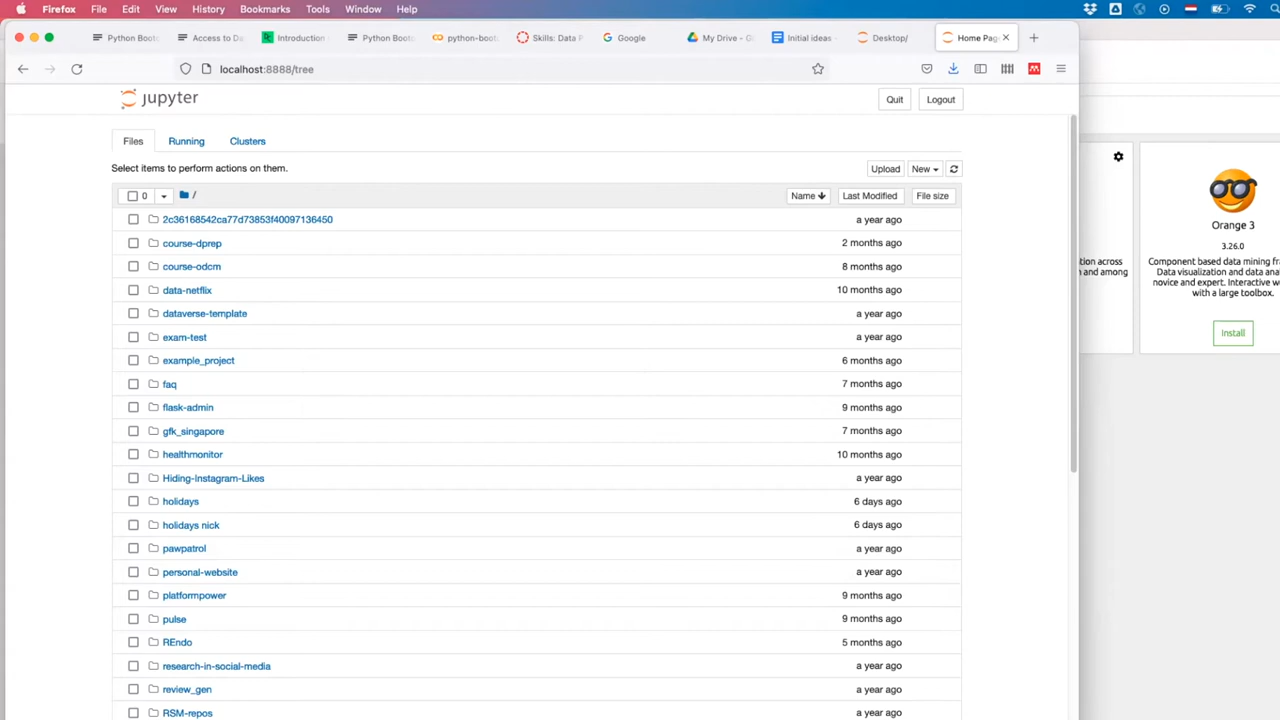 Firefox File Edit View History Bookmarks Tools Window Help
Python Boot Access to Da Introduction Python Boot python-boot Skills: Data P Google My Drive - G Initial ideas - Desktop/ Home Pag
localhost:8888/tree
jupyter
Quit Logout
Files Running Clusters
Select items to perform actions on them.
Upload New
0 / Name Last Modified File size
2c36168542ca77d73853f40097136450 a year ago
course-dprep 2 months ago
course-odcm 8 months ago
data-netflix 10 months ago
dataverse-template a year ago
exam-test a year ago
example_project 6 months ago
faq 7 months ago
flask-admin 9 months ago
gfk_singapore 7 months ago
healthmonitor 10 months ago
Hiding-Instagram-Likes a year ago
holidays 6 days ago
holidays nick 6 days ago
pawpatrol a year ago
personal-website a year ago
platformpower 9 months ago
pulse 9 months ago
REndo 5 months ago
research-in-social-media a year ago
review_gen a year ago
RSM-repos a year ago
ation across
and among
Orange 3
3.26.0
Component based data mining fra
Data visualization and data ana
novice and expert. Interactive w
with a large toolbox.
Install